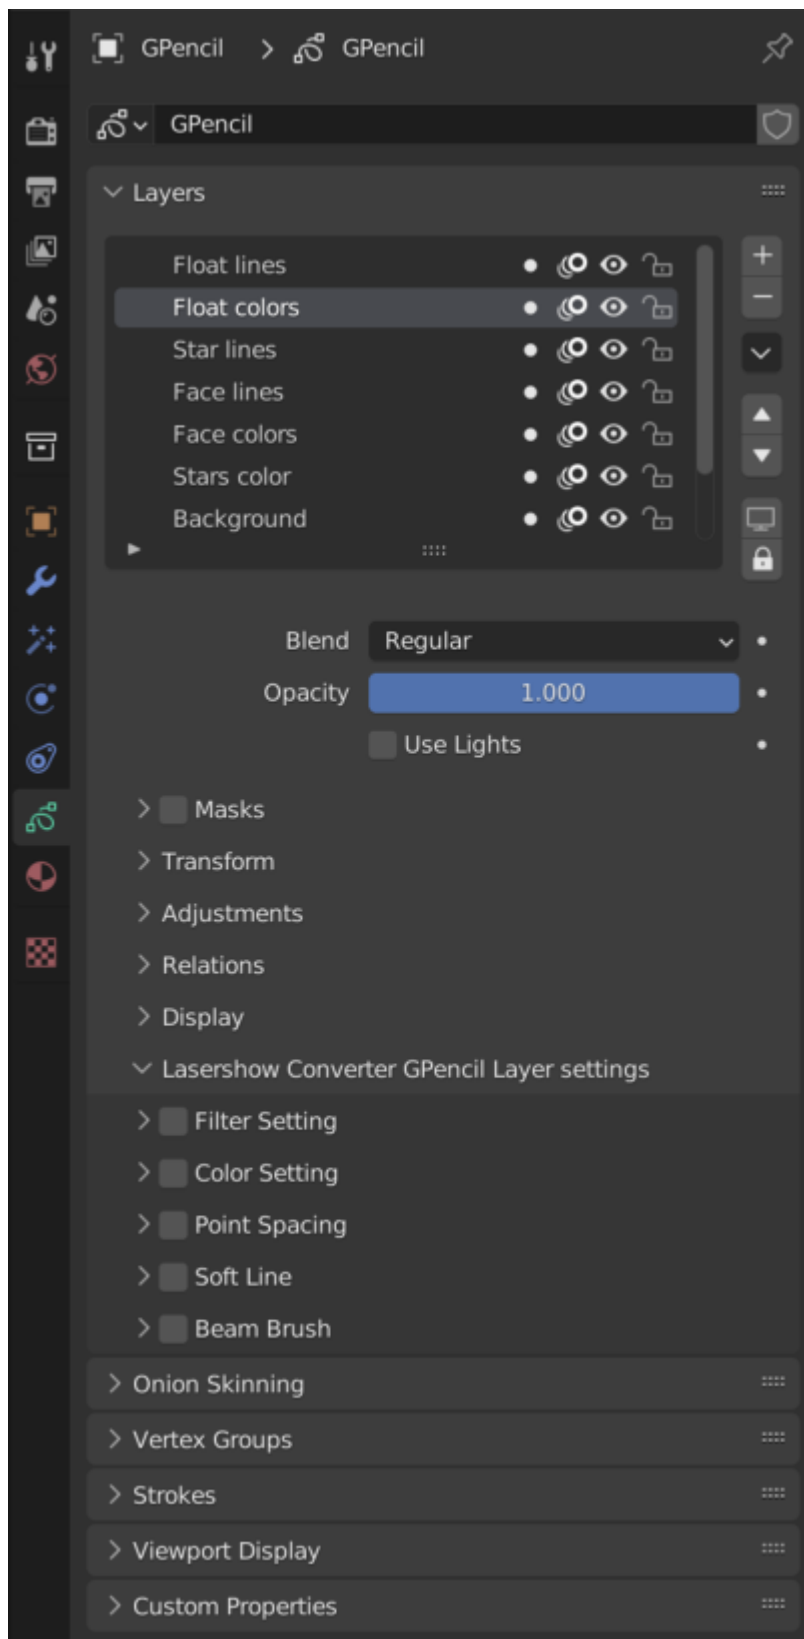 GPencil > GPencil
GPencil
Layers
Float lines
Float colors
Star lines
Face lines
Face colors
Stars color
Background
Blend Regular
Opacity 1.000
Use Lights
Masks
Transform
Adjustments
Relations
Display
Lasershow Converter GPencil Layer settings
Filter Setting
Color Setting
Point Spacing
Soft Line
Beam Brush
Onion Skinning
Vertex Groups
Strokes
Viewport Display
Custom Properties